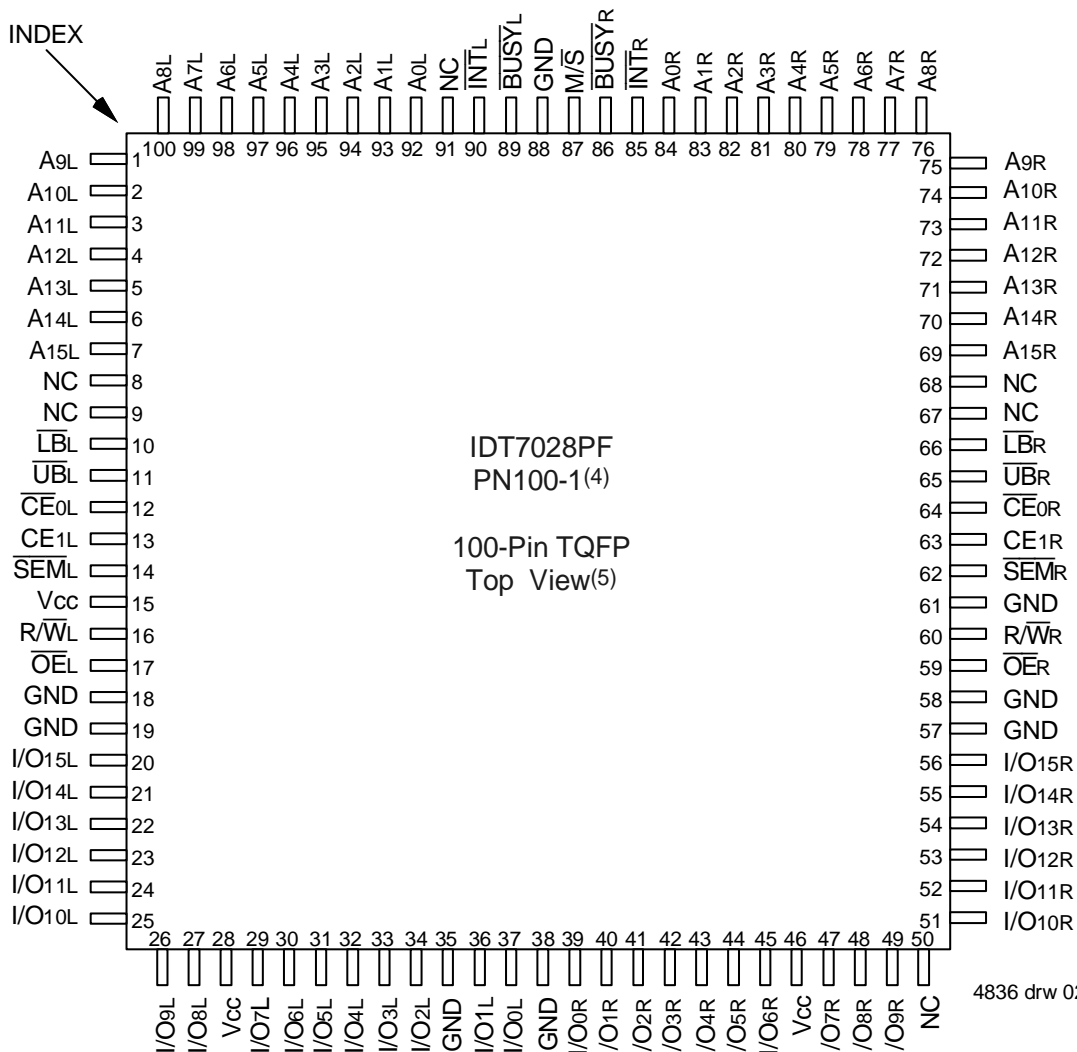 INDEX
A8L A7L A6L A5L A4L A3L A2L A1L A0L NC INTL BUSYL GND M/S BUSYR INTR A0R A1R A2R A3R A4R A5R A6R A7R A8R
100 99 98 97 96 95 94 93 92 91 90 89 88 87 86 85 84 83 82 81 80 79 78 77 76
A9L 1 75 A9R
A10L 2 74 A10R
A11L 3 73 A11R
A12L 4 72 A12R
A13L 5 71 A13R
A14L 6 70 A14R
A15L 7 69 A15R
NC 8 68 NC
NC 9 67 NC
LBL 10 66 LBR
UBL 11 65 UBR
CE0L 12 64 CE0R
CE1L 13 63 CE1R
SEML 14 62 SEMR
Vcc 15 61 GND
R/WL 16 60 R/WR
OEL 17 59 OER
GND 18 58 GND
GND 19 57 GND
I/O15L 20 56 I/O15R
I/O14L 21 55 I/O14R
I/O13L 22 54 I/O13R
I/O12L 23 53 I/O12R
I/O11L 24 52 I/O11R
I/O10L 25 51 I/O10R
IDT7028PF
PN100-1(4)
100-Pin TQFP
Top View(5)
26 27 28 29 30 31 32 33 34 35 36 37 38 39 40 41 42 43 44 45 46 47 48 49 50
I/O9L I/O8L Vcc I/O7L I/O6L I/O5L I/O4L I/O3L I/O2L GND I/O1L I/O0L GND I/O0R /O1R /O2R /O3R /O4R /O5R I/O6R Vcc /O7R /O8R /O9R NC
4836 drw 02